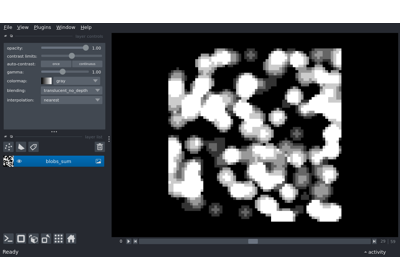 File View Plugins Window Help
opacity: 1.00
contrast limits:
auto-contrast: once continuous
gamma: 1.00
colormap: gray
blending: translucent_no_depth
interpolation: nearest
blobs_sum
Ready
activity